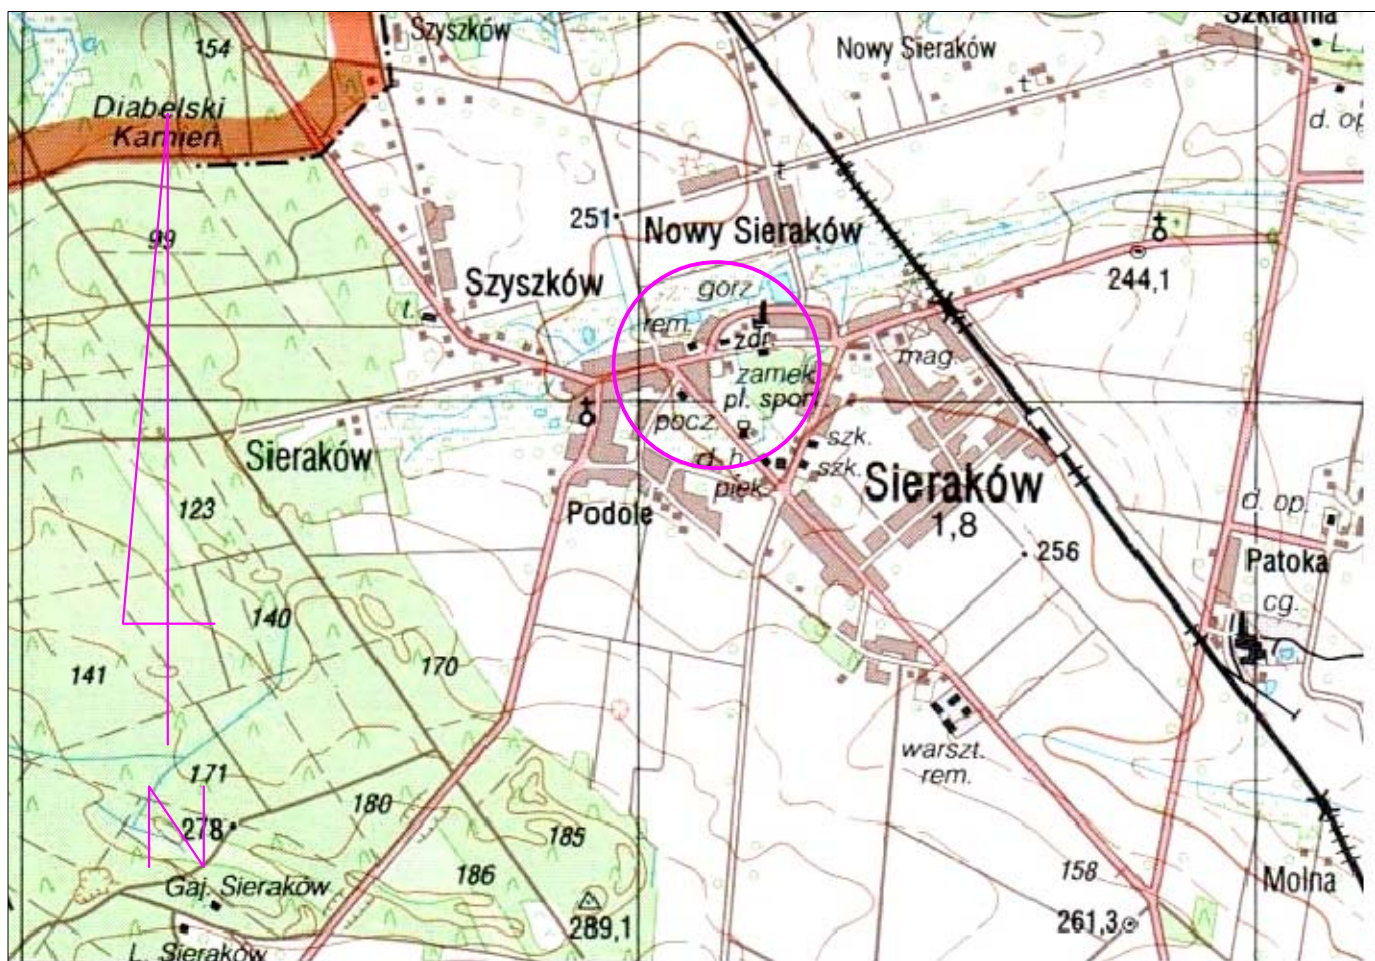 Szyszków
154
Nowy Sieraków
L.
Diabelski
Kamień
t
d. op
251
99
Nowy Sieraków
244,1
Szyszków
gorz.
t.
rem.
zdr.
mag.
zamek
pl. sport.
pocz.
szk.
Sieraków
d. h.
szk.
piek.
Sieraków
1,8
123
Podole
d. op.
256
Patoka
cg.
140
141
170
warszt.
rem.
171
N
278
180
185
186
158
Molna
Gaj. Sieraków
289,1
261,3
L. Sieraków